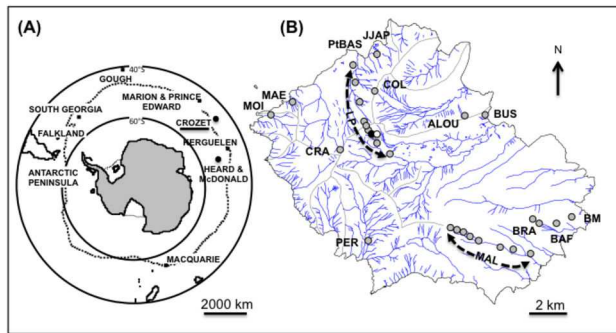 (A)
40°S
GOUGH
MARION & PRINCE
EDWARD
SOUTH GEORGIA
CROZET
60°S
FALKLAND
KERGUELEN
ANTARCTIC
PENINSULA
HEARD &
McDONALD
MACQUARIE
2000 km
(B)
JJAP
PtBAS
N
COL
MAE
MOI
LP
ALOU
BUS
CRA
BM
BRA
BAF
PER
MAL
2 km